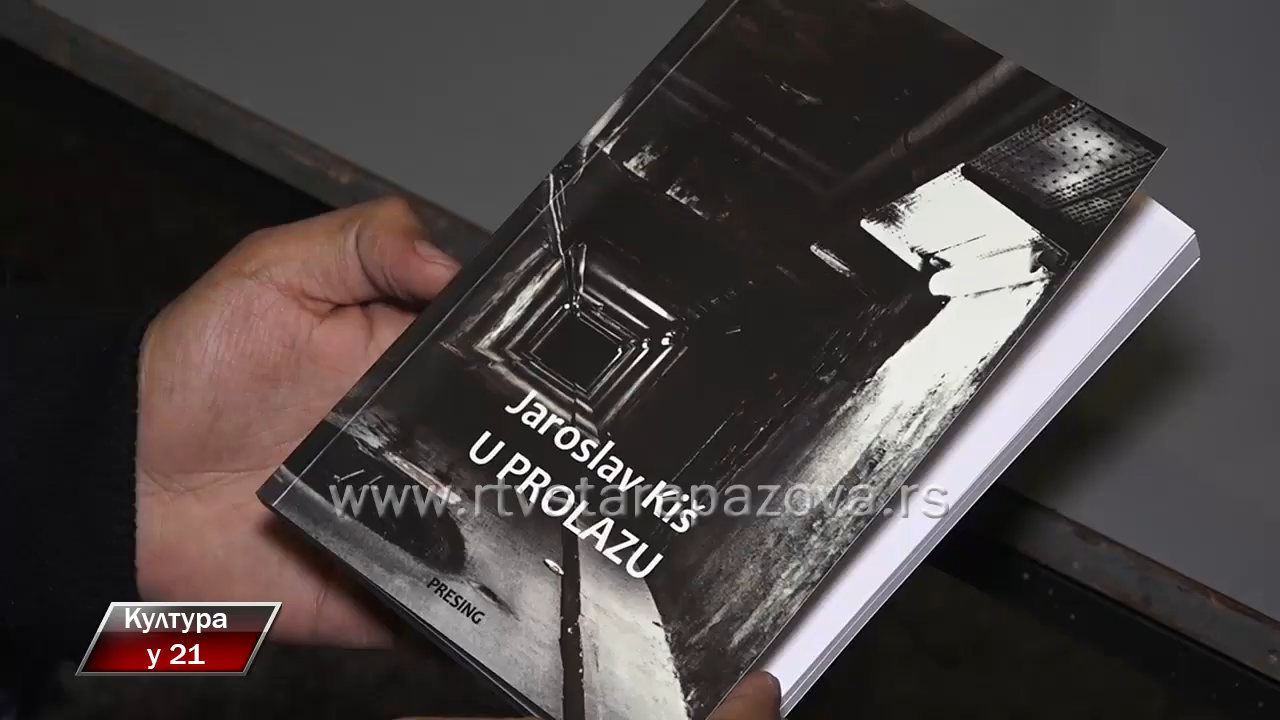 Jaroslav Kiš
U PROLAZU
PRESING
www.rtvstarapazova.rs
Култура
у 21